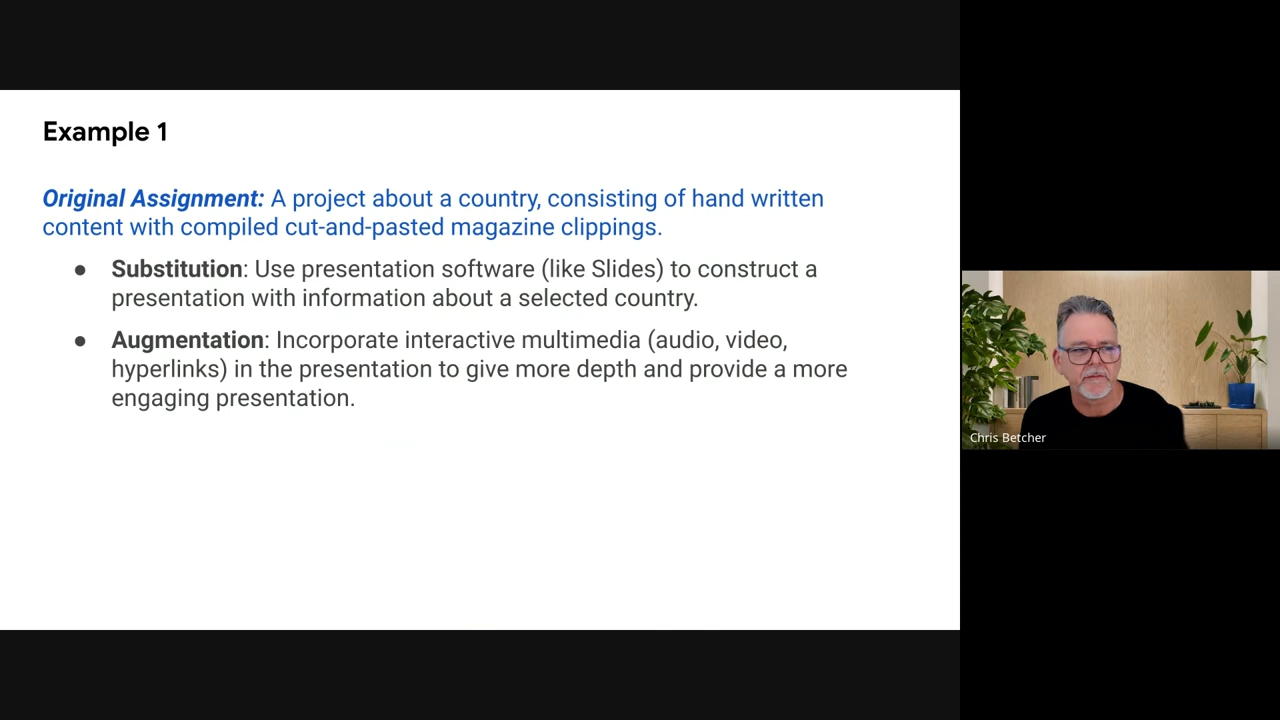 Example 1
Original Assignment: A project about a country, consisting of hand written
content with compiled cut-and-pasted magazine clippings.
● Substitution: Use presentation software (like Slides) to construct a
presentation with information about a selected country.
● Augmentation: Incorporate interactive multimedia (audio, video,
hyperlinks) in the presentation to give more depth and provide a more
engaging presentation.
Chris Betcher